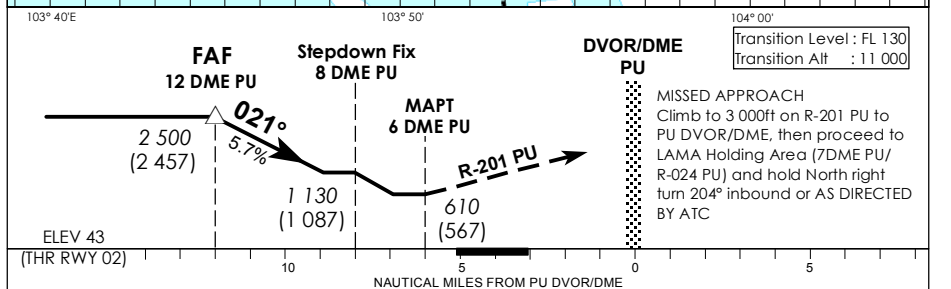 103° 40'E
103° 50'
104° 00'
Transition Level : FL 130
Transition Alt : 11 000
FAF
12 DME PU
Stepdown Fix
8 DME PU
MAPT
6 DME PU
DVOR/DME
PU
MISSED APPROACH
Climb to 3 000ft on R-201 PU to
PU DVOR/DME, then proceed to
LAMA Holding Area (7DME PU/
R-024 PU) and hold North right
turn 204° inbound or AS DIRECTED
BY ATC
021°
5.7%
2 500
(2 457)
1 130
(1 087)
R-201 PU
610
(567)
ELEV 43
(THR RWY 02)
10
5
0
5
NAUTICAL MILES FROM PU DVOR/DME